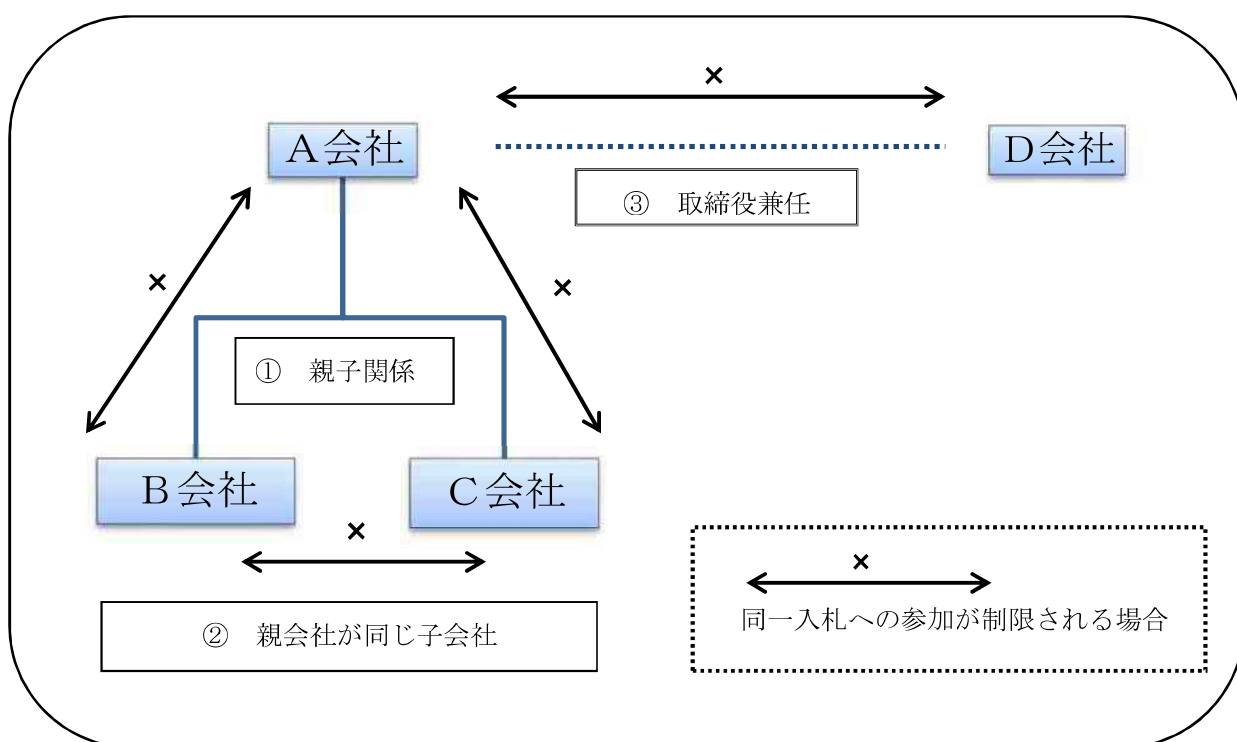 ×
A会社
D会社
③ 取締役兼任
×
×
① 親子関係
B会社
C会社
×
② 親会社が同じ子会社
×
同一入札への参加が制限される場合